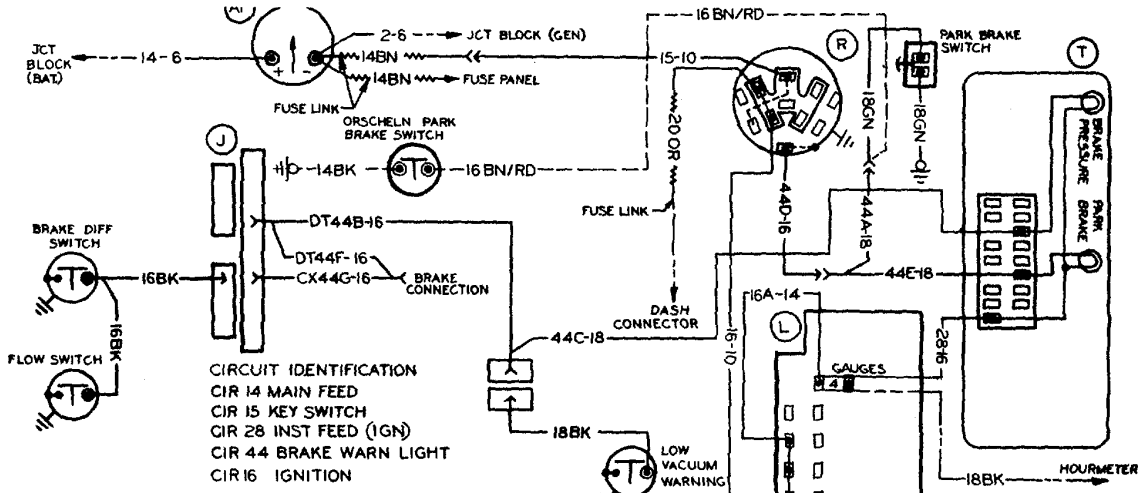 16 BN/RD
A1
JCT
BLOCK
(BAT.)
14-6
+
-
2-6
JCT BLOCK (GEN)
14BN
14BN
FUSE PANEL
FUSE LINK
15-10
R
PARK BRAKE
SWITCH
T
18GN
18GN
ORSCHELN PARK
BRAKE SWITCH
J
14BK
16 BN/RD
20 OR
FUSE LINK
BRAKE
PRESSURE
PARK
BRAKE
44D-16
44A-18
DT44B-16
BRAKE DIFF
SWITCH
DT44F-16
16BK
CX44G-16
BRAKE
CONNECTION
44E-18
16A-14
DASH
CONNECTOR
L
16BK
44C-18
16-10
28-16
FLOW SWITCH
GAUGES
4
CIRCUIT IDENTIFICATION
CIR 14 MAIN FEED
CIR 15 KEY SWITCH
CIR 28 INST FEED (IGN)
CIR 44 BRAKE WARN LIGHT
CIR 16 IGNITION
18BK
LOW
VACUUM
WARNING
18BK
HOURMETER